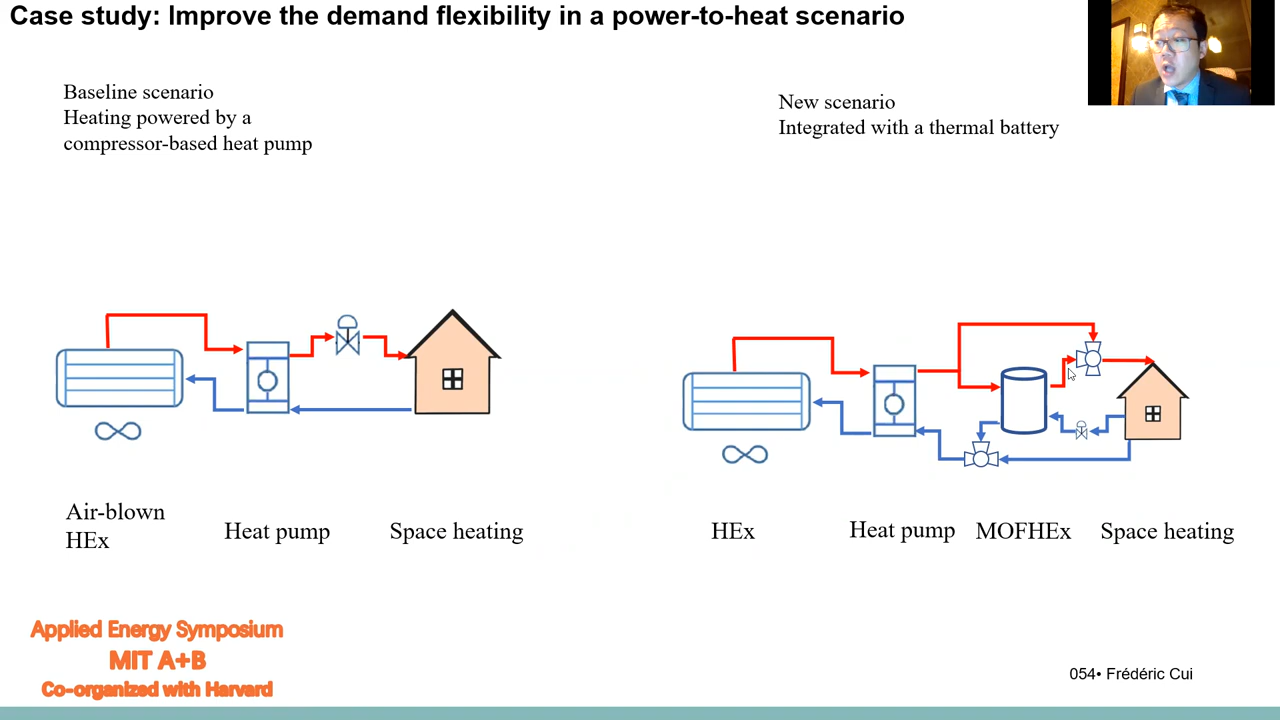 Case study: Improve the demand flexibility in a power-to-heat scenario
Baseline scenario
Heating powered by a
compressor-based heat pump
New scenario
Integrated with a thermal battery
Air-blown
HEx
Heat pump
Space heating
HEx
Heat pump
MOFHEx
Space heating
Applied Energy Symposium
MIT A+B
Co-organized with Harvard
054• Frédéric Cui